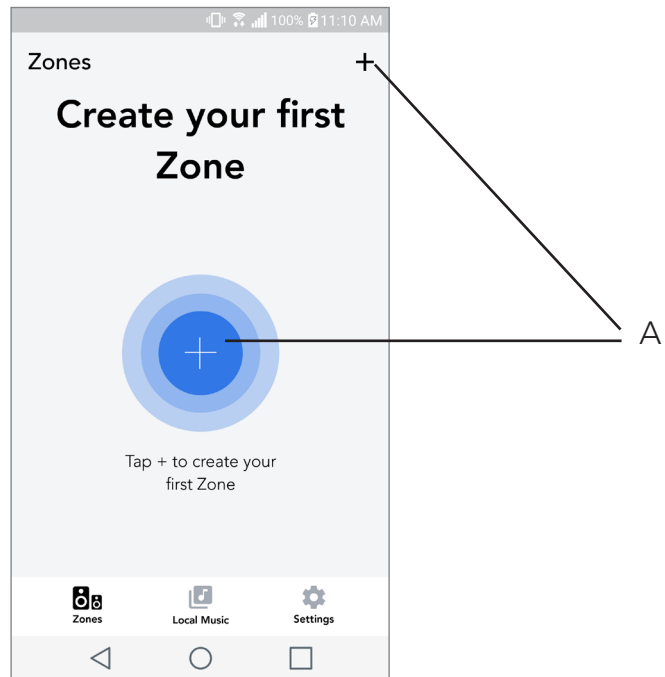 100% 11:10 AM
Zones +
Create your first
Zone
A
Tap + to create your
first Zone
Zones Local Music Settings